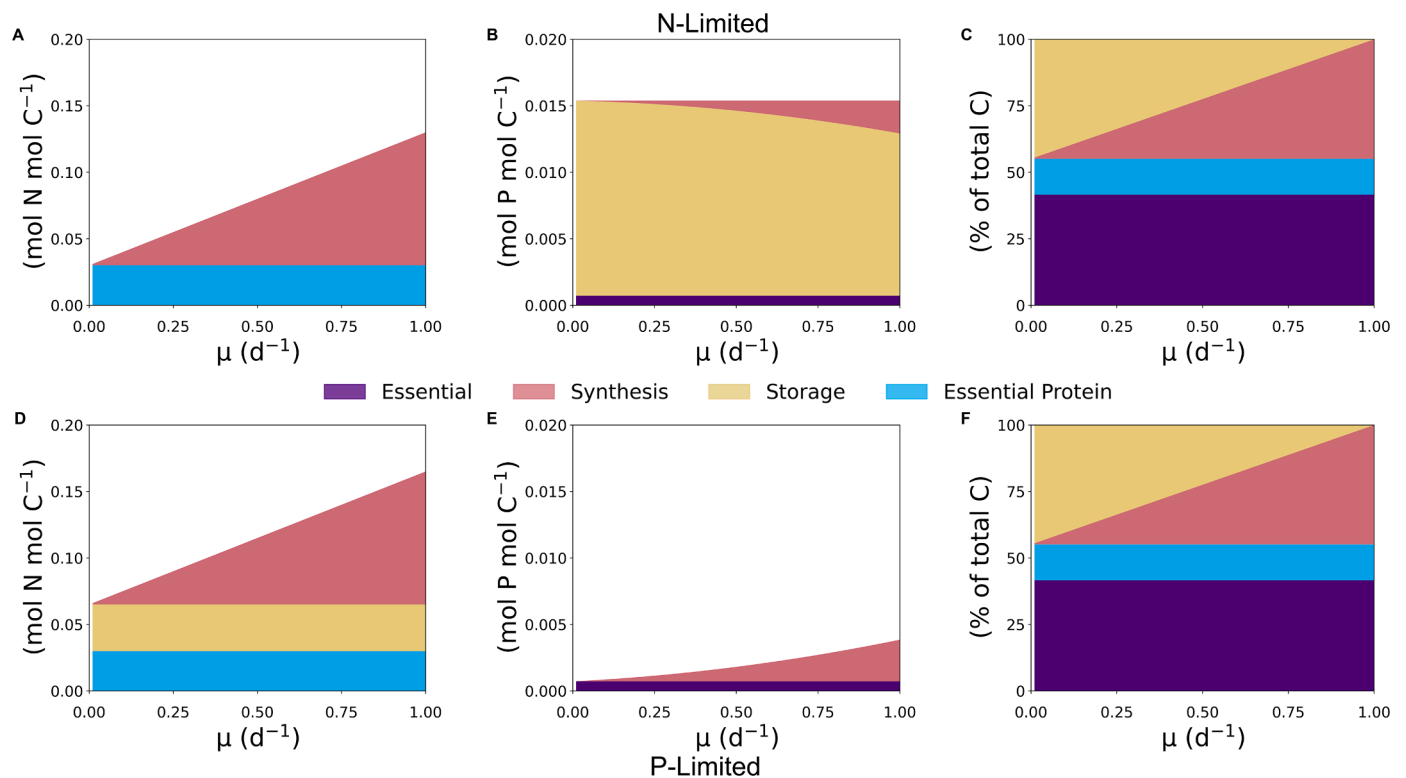 N-Limited
A
B
C
0.20
0.15
0.10
0.05
0.00
(mol N mol C⁻¹)
0.00 0.25 0.50 0.75 1.00
μ (d⁻¹)
0.020
0.015
0.010
0.005
0.000
(mol P mol C⁻¹)
0.00 0.25 0.50 0.75 1.00
μ (d⁻¹)
100
75
50
25
0
(% of total C)
0.00 0.25 0.50 0.75 1.00
μ (d⁻¹)
Essential Synthesis Storage Essential Protein
D
E
F
0.20
0.15
0.10
0.05
0.00
(mol N mol C⁻¹)
0.00 0.25 0.50 0.75 1.00
μ (d⁻¹)
0.020
0.015
0.010
0.005
0.000
(mol P mol C⁻¹)
0.00 0.25 0.50 0.75 1.00
μ (d⁻¹)
100
75
50
25
0
(% of total C)
0.00 0.25 0.50 0.75 1.00
μ (d⁻¹)
P-Limited